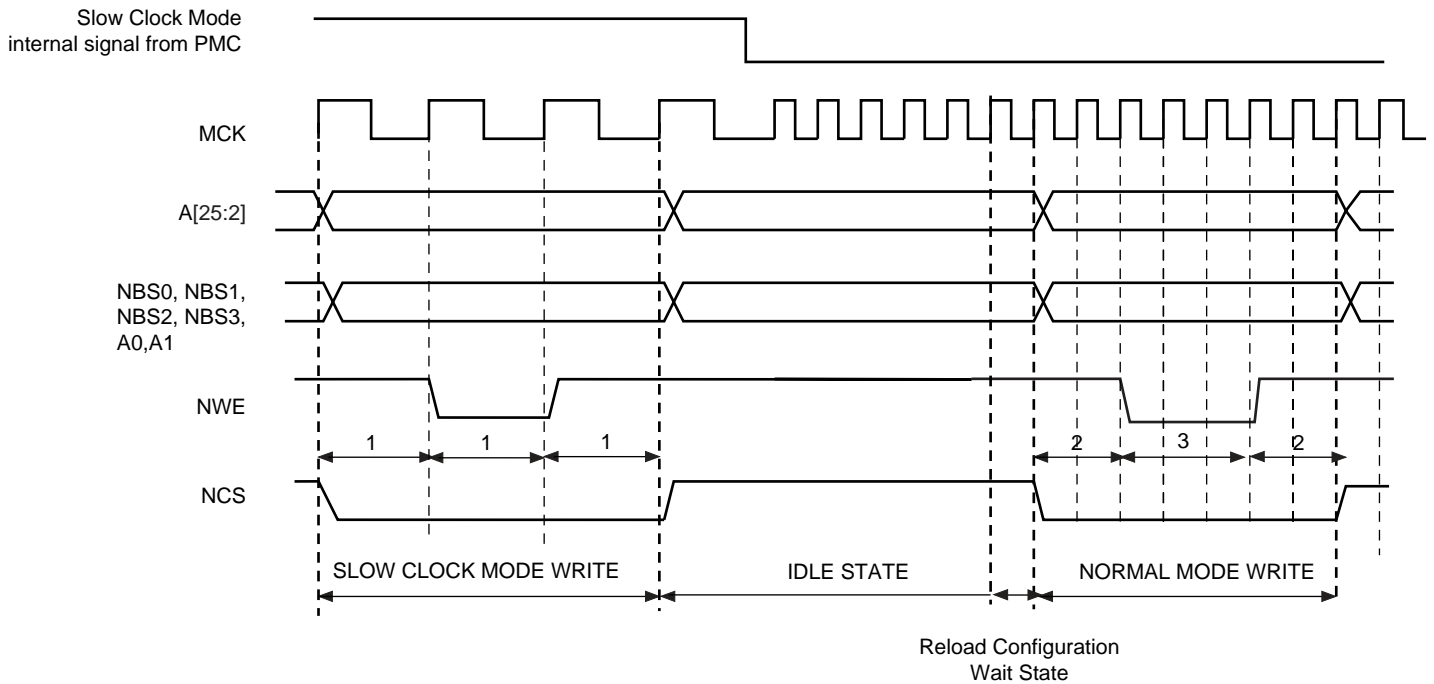 Slow Clock Mode
internal signal from PMC
MCK
A[25:2]
NBS0, NBS1,
NBS2, NBS3,
A0,A1
NWE
1 1 1 2 3 2
NCS
SLOW CLOCK MODE WRITE IDLE STATE NORMAL MODE WRITE
Reload Configuration
Wait State